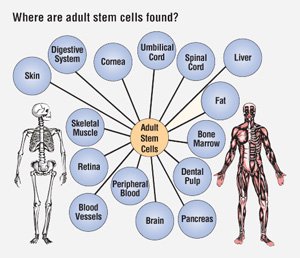 Where are adult stem cells found?
Skin
Digestive
System
Cornea
Umbilical
Cord
Spinal
Cord
Liver
Fat
Skeletal
Muscle
Adult
Stem
Cells
Bone
Marrow
Retina
Dental
Pulp
Peripheral
Blood
Blood
Vessels
Brain
Pancreas